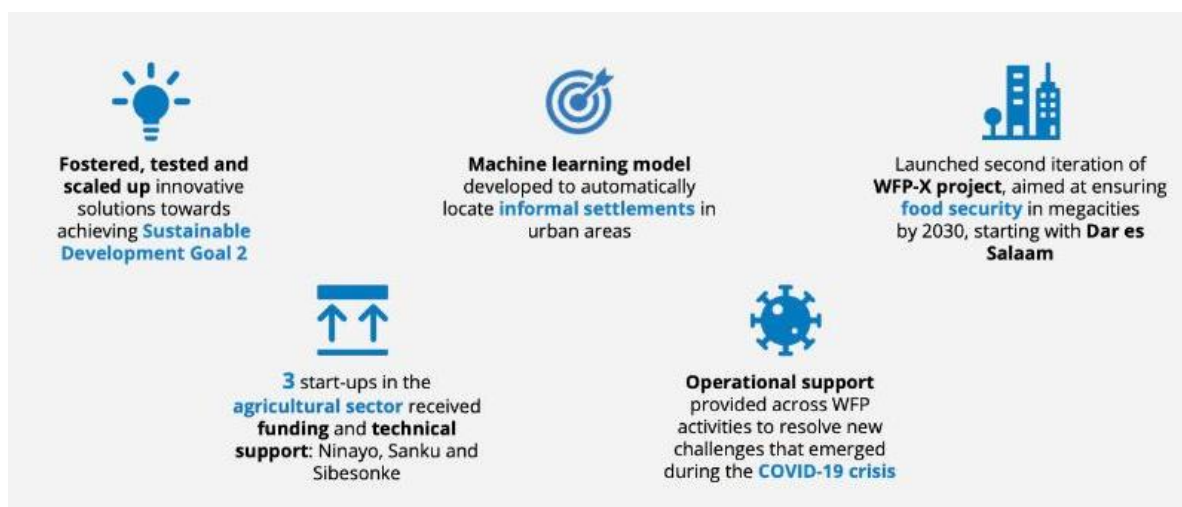 Fostered, tested and
scaled up innovative
solutions towards
achieving Sustainable
Development Goal 2
Machine learning model
developed to automatically
locate informal settlements in
urban areas
Launched second iteration of
WFP-X project, aimed at ensuring
food security in megacities
by 2030, starting with Dar es
Salaam
3 start-ups in the
agricultural sector received
funding and technical
support: Ninayo, Sanku and
Sibesonke
Operational support
provided across WFP
activities to resolve new
challenges that emerged
during the COVID-19 crisis